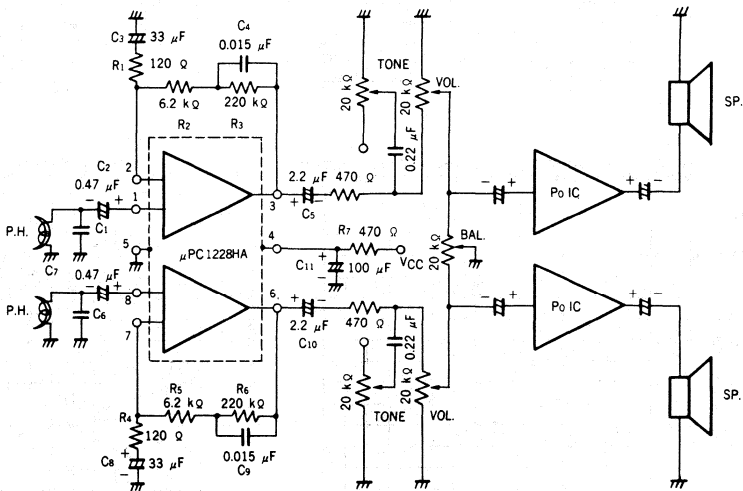 C4
C3 33 μF 0.015 μF
R1 120 Ω
TONE VOL.
6.2 kΩ 220 kΩ
20 kΩ 20 kΩ
SP.
R2 R3
0.22 μF
C2
0.47 μF
2
2.2 μF 470 Ω
− + 1
3
+ − C5
− + Po IC + −
P.H. C1
R7 470 Ω
BAL.
5 μPC1228HA 4
20 kΩ
C7
0.47 μF
+ C11 100 μF VCC
−
− + 8
6 + −
− + Po IC + −
P.H. C6
2.2 μF 470 Ω
7
C10
0.22 μF
R5 R6
6.2 kΩ 220 kΩ
20 kΩ 20 kΩ
SP.
R4
TONE VOL.
120 Ω
0.015 μF
C8 + 33 μF C9
−